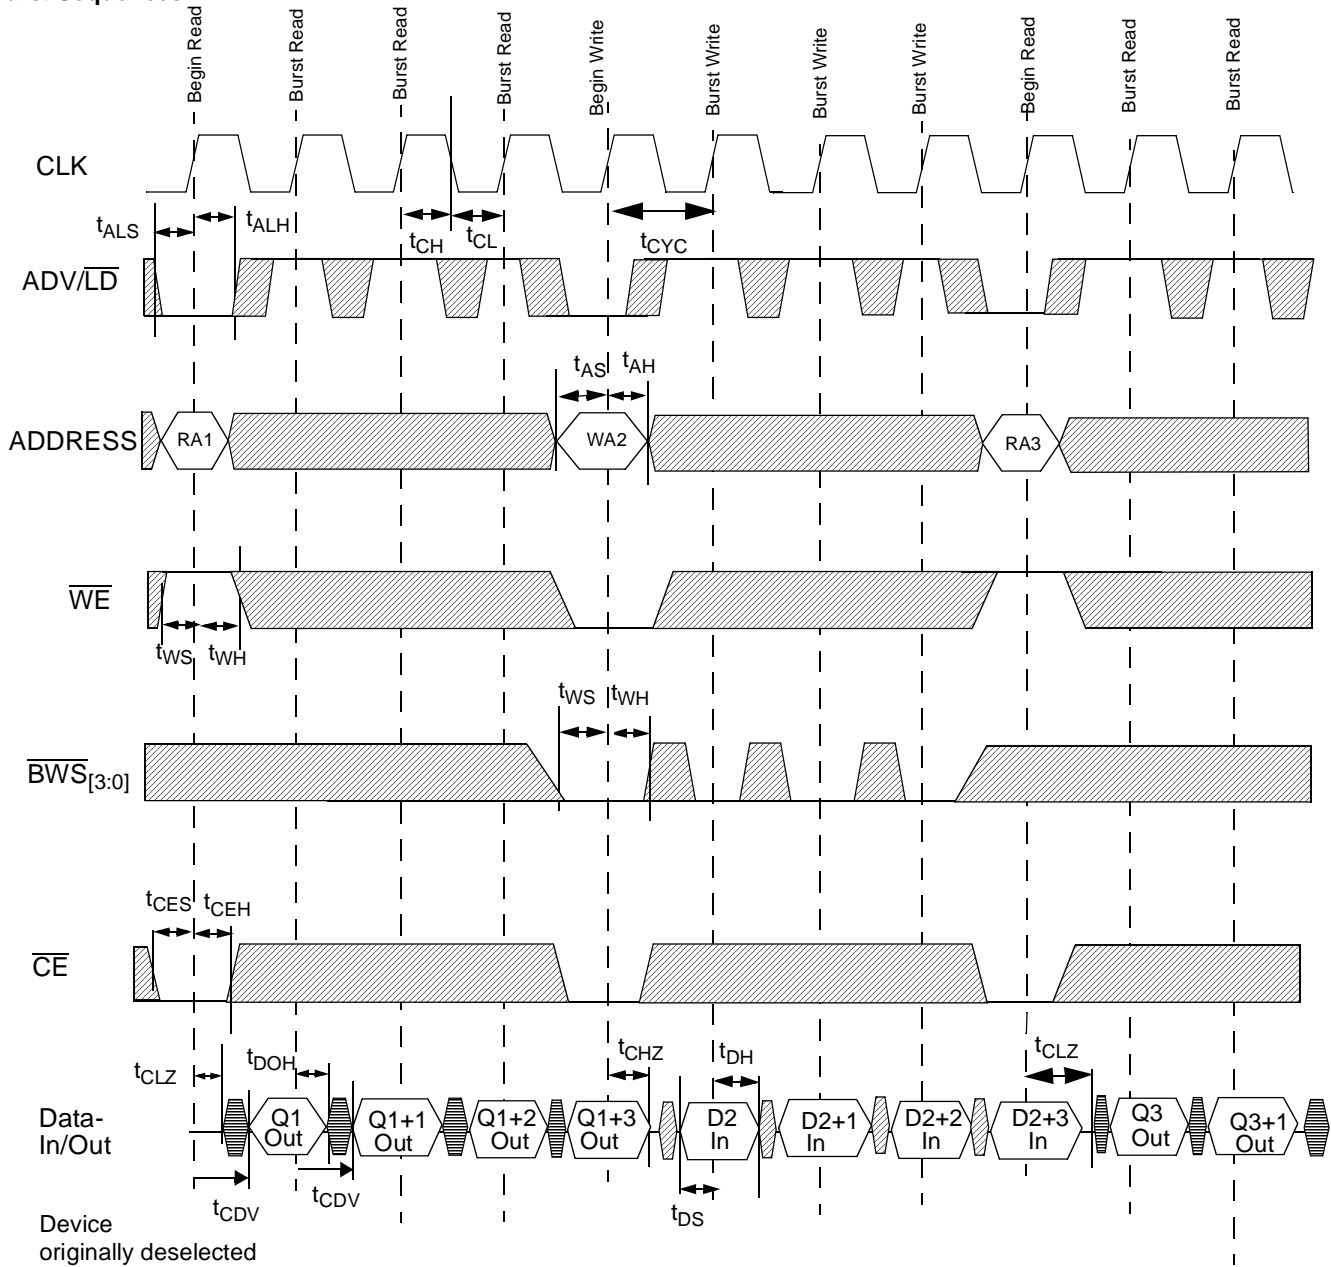 Begin Read
Burst Read
Burst Read
Burst Read
Begin Write
Burst Write
Burst Write
Burst Write
Begin Read
Burst Read
Burst Read
CLK
tALS
tALH
tCH
tCL
tCYC
ADV/LD
tAS
tAH
ADDRESS
RA1
WA2
RA3
WE
tWS
tWH
tWS
tWH
BWS[3:0]
tCES
tCEH
CE
tCLZ
tDOH
tCHZ
tDH
tCLZ
Data-
In/Out
Q1
Out
Q1+1
Out
Q1+2
Out
Q1+3
Out
D2
In
D2+1
In
D2+2
In
D2+3
In
Q3
Out
Q3+1
Out
tCDV
tCDV
tDS
Device
originally deselected